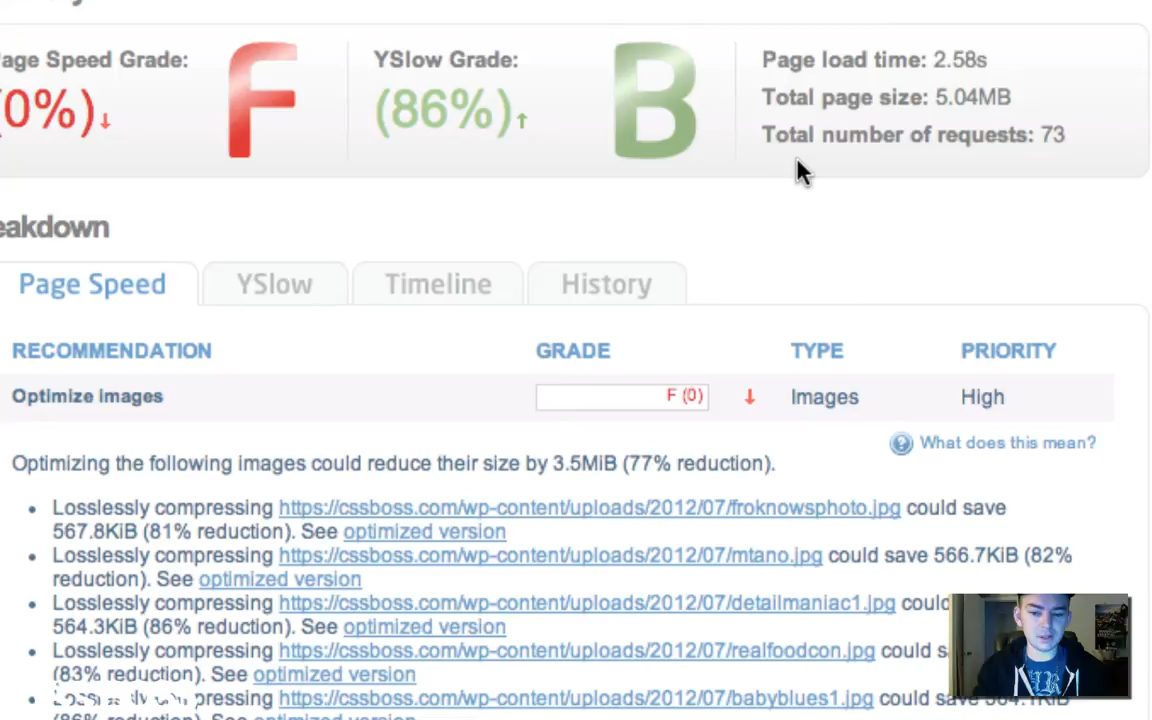 age Speed Grade:
(0%)↓
F
YSlow Grade:
(86%)↑
B
Page load time: 2.58s
Total page size: 5.04MB
Total number of requests: 73
eakdown
Page Speed
YSlow
Timeline
History
RECOMMENDATION
GRADE
TYPE
PRIORITY
Optimize images
F (0)
↓
Images
High
What does this mean?
Optimizing the following images could reduce their size by 3.5MiB (77% reduction).
• Losslessly compressing https://cssboss.com/wp-content/uploads/2012/07/froknowsphoto.jpg could save
567.8KiB (81% reduction). See optimized version
• Losslessly compressing https://cssboss.com/wp-content/uploads/2012/07/mtano.jpg could save 566.7KiB (82%
reduction). See optimized version
• Losslessly compressing https://cssboss.com/wp-content/uploads/2012/07/detailmaniac1.jpg could
564.3KiB (86% reduction). See optimized version
• Losslessly compressing https://cssboss.com/wp-content/uploads/2012/07/realfoodcon.jpg could s
(83% reduction). See optimized version
• pressing https://cssboss.com/wp-content/uploads/2012/07/babyblues1.jpg could save
(86% reduction). See optimized version